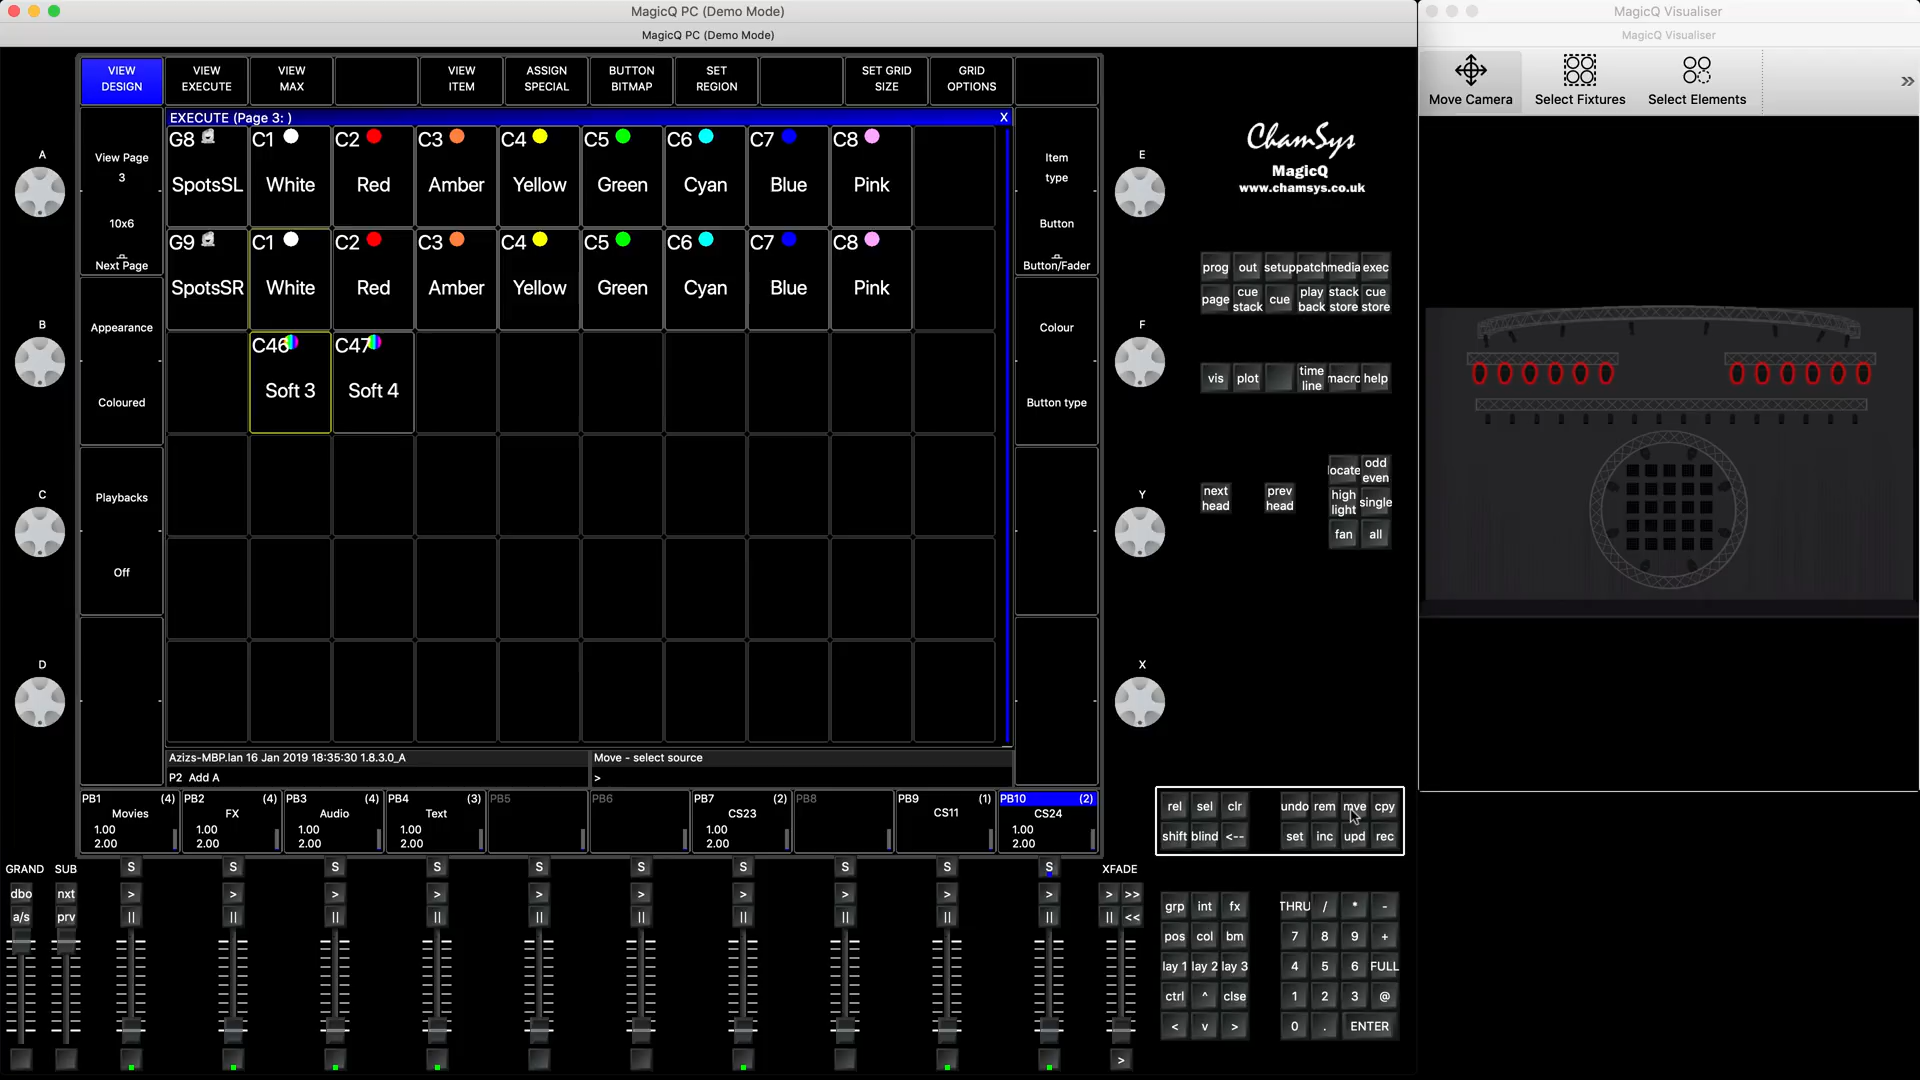 MagicQ PC (Demo Mode)
MagicQ PC (Demo Mode)
MagicQ Visualiser
MagicQ Visualiser
VIEW DESIGN
VIEW EXECUTE
VIEW MAX
VIEW ITEM
ASSIGN SPECIAL
BUTTON BITMAP
SET REGION
SET GRID SIZE
GRID OPTIONS
Move Camera
Select Fixtures
Select Elements
»
EXECUTE (Page 3: )
X
A
B
C
D
View Page
3
10x6
Next Page
Appearance
Coloured
Playbacks
Off
G8 C1 C2 C3 C4 C5 C6 C7 C8
SpotsSL White Red Amber Yellow Green Cyan Blue Pink
G9 C1 C2 C3 C4 C5 C6 C7 C8
SpotsSR White Red Amber Yellow Green Cyan Blue Pink
C46 C47
Soft 3 Soft 4
Item type
Button
Button/Fader
Colour
Button type
E
F
Y
X
ChamSys
MagicQ
www.chamsys.co.uk
prog out setup patch media exec
page cue stack cue play back stack store cue store
vis plot time line macro help
locate odd even
next head prev head high light single
fan all
Azizs-MBP.lan 16 Jan 2019 18:35:30 1.8.3.0_A
Move - select source
P2 Add A
>
PB1 (4) PB2 (4) PB3 (4) PB4 (3) PB5 PB6 PB7 (2) PB8 PB9 (1) PB10 (2)
Movies FX Audio Text CS23 CS11 CS24
1.00 1.00 1.00 1.00 1.00 1.00
2.00 2.00 2.00 2.00 2.00 2.00
rel sel clr undo rem mve cpy
shift blind <-- set inc upd rec
GRAND SUB S S S S S S S S S S XFADE
dbo nxt > > > > > > > > > > > >>
a/s prv || || || || || || || || || || || <<
>
grp int fx THRU / * -
pos col bm 7 8 9 +
lay 1 lay 2 lay 3 4 5 6 FULL
ctrl ^ clse 1 2 3 @
< v > 0 . ENTER